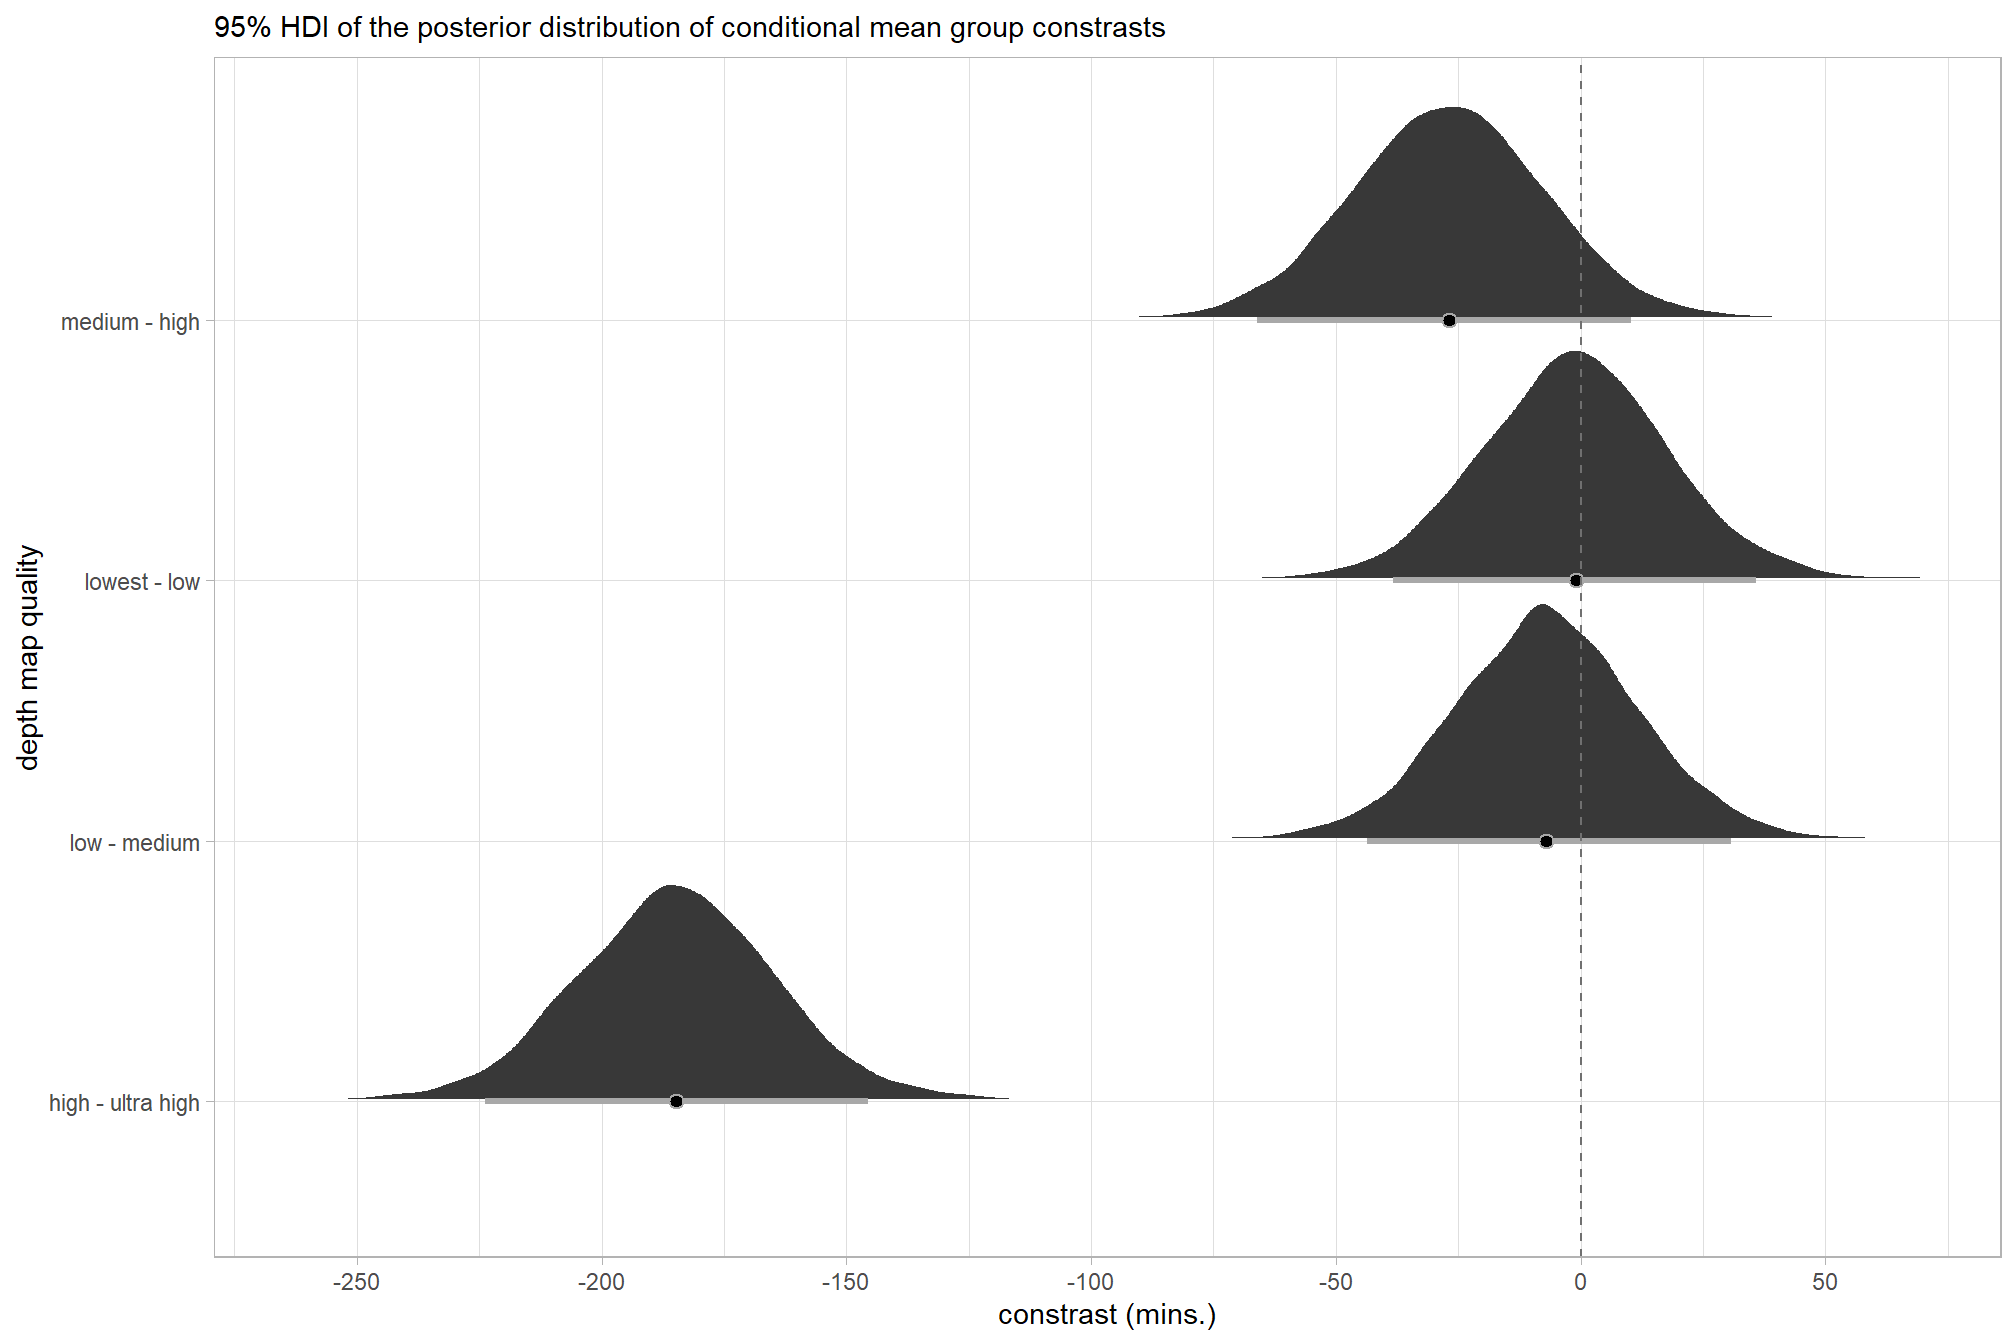 95% HDI of the posterior distribution of conditional mean group constrasts
depth map quality
medium - high
lowest - low
low - medium
high - ultra high
-250 -200 -150 -100 -50 0 50
constrast (mins.)